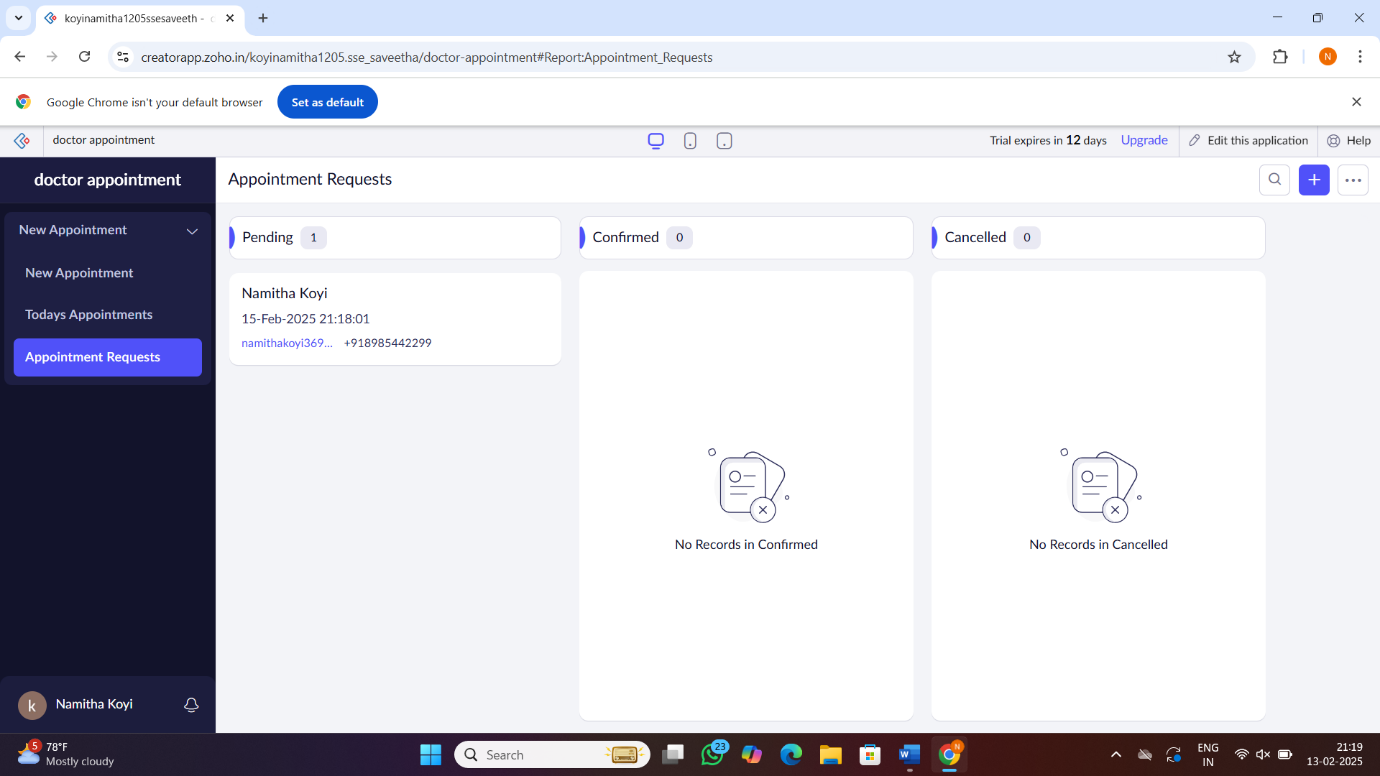 koyinamitha1205ssesaveeth -
creatorapp.zoho.in/koyinamitha1205.sse_saveetha/doctor-appointment#Report:Appointment_Requests
N
Google Chrome isn't your default browser
Set as default
doctor appointment
Trial expires in 12 days
Upgrade
Edit this application
Help
doctor appointment
New Appointment
New Appointment
Todays Appointments
Appointment Requests
Appointment Requests
Pending 1
Confirmed 0
Cancelled 0
Namitha Koyi
15-Feb-2025 21:18:01
namithakoyi369... +918985442299
No Records in Confirmed
No Records in Cancelled
k Namitha Koyi
5
78°F
Mostly cloudy
Search
23
W
N
ENG
IN
21:19
13-02-2025